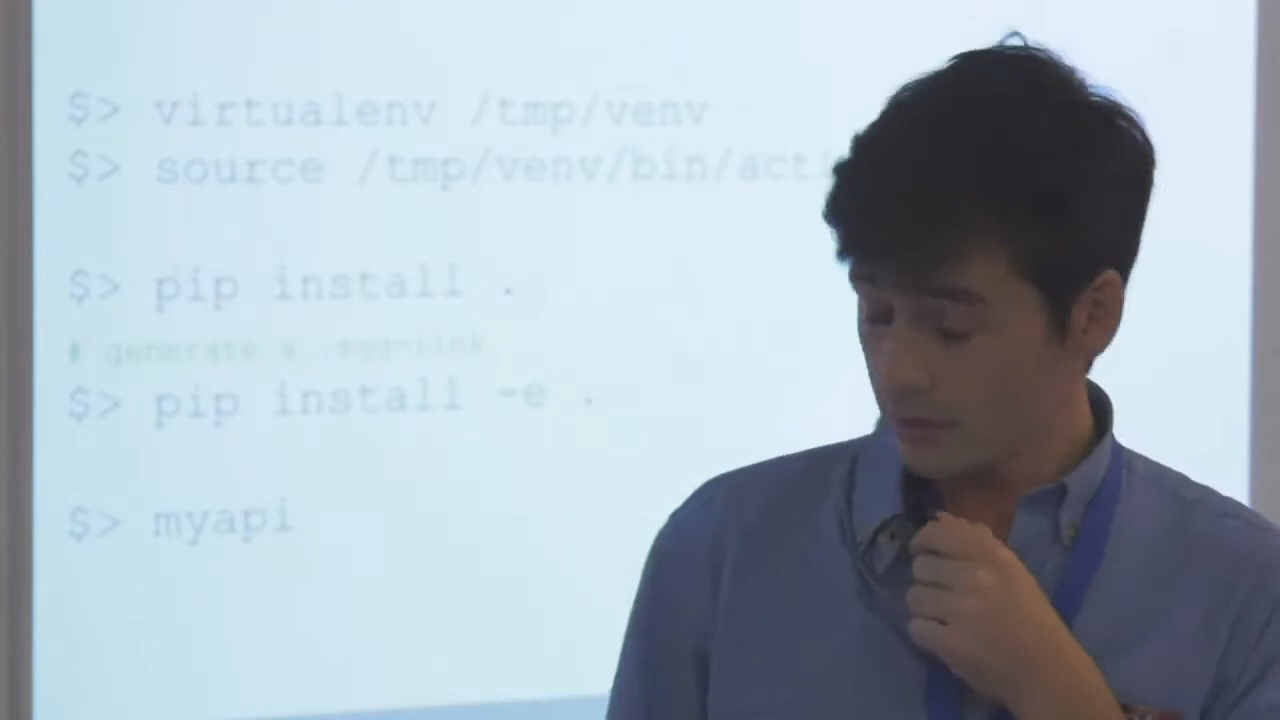 $> virtualenv /tmp/venv
$> source /tmp/venv/bin/acti
$> pip install .
# generate a .egg-link
$> pip install -e .
$> myapi